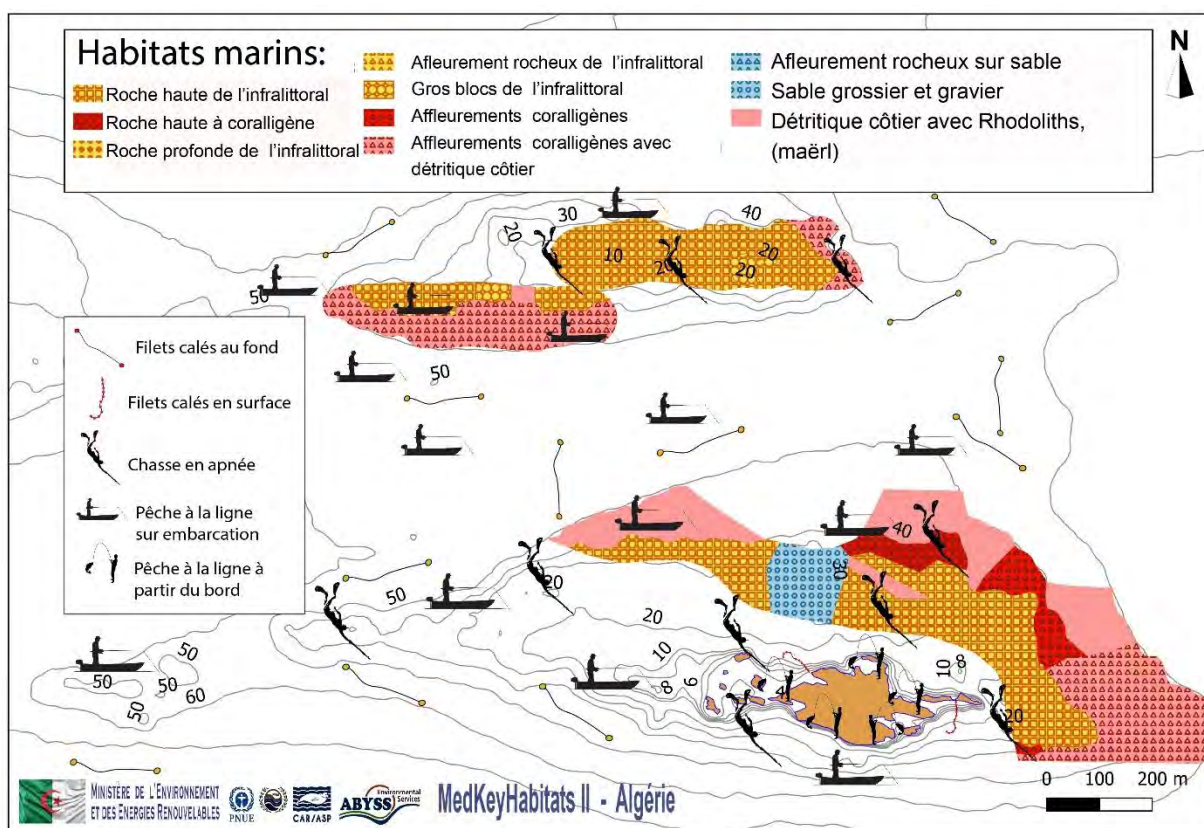 Habitats marins:
Roche haute de l'infralittoral
Roche haute à coralligène
Roche profonde de l'infralittoral
Afleurement rocheux de l'infralittoral
Gros blocs de l'infralittoral
Affleurements coralligènes
Affleurements coralligènes avec
détritique côtier
Afleurement rocheux sur sable
Sable grossier et gravier
Détritique côtier avec Rhodoliths,
(maërl)
N
30
40
20
10
20
20
20
50
50
Filets calés au fond
Filets calés en surface
Chasse en apnée
Pêche à la ligne
sur embarcation
Pêche à la ligne à
partir du bord
40
30
20
50
20
10
8
6
4
10
8
20
50
50
50
60
50
0 100 200 m
MINISTÈRE DE L'ENVIRONNEMENT
ET DES ENERGIES RENOUVELABLES
PNUE
CAR/ASP
Environmental
Services
ABYSS
MedKeyHabitats II - Algérie